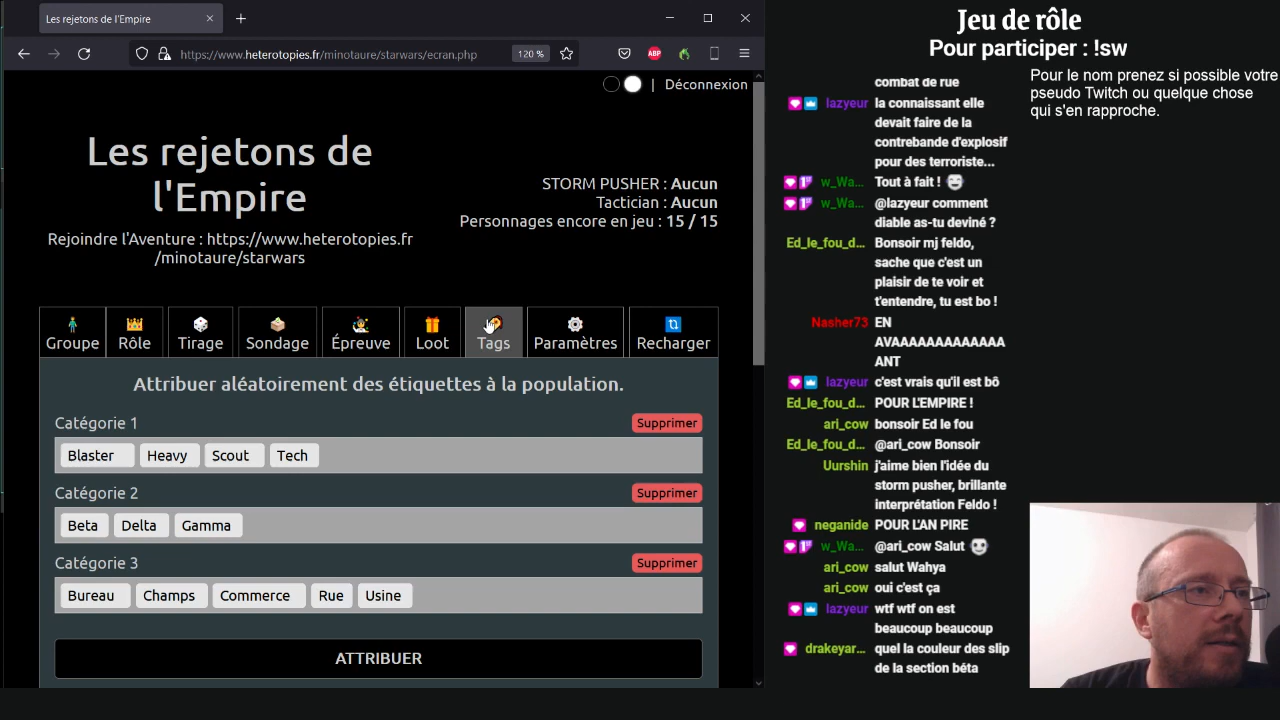 Les rejetons de l'Empire
https://www.heterotopies.fr/minotaure/starwars/ecran.php
120 %
ABP
| Déconnexion
Les rejetons de
l'Empire
Rejoindre l'Aventure : https://www.heterotopies.fr
/minotaure/starwars
STORM PUSHER : Aucun
Tactician : Aucun
Personnages encore en jeu : 15 / 15
Groupe
Rôle
Tirage
Sondage
Épreuve
Loot
Tags
Paramètres
Recharger
Attribuer aléatoirement des étiquettes à la population.
Catégorie 1
Supprimer
Blaster Heavy Scout Tech
Catégorie 2
Supprimer
Beta Delta Gamma
Catégorie 3
Supprimer
Bureau Champs Commerce Rue Usine
ATTRIBUER
Jeu de rôle
Pour participer : !sw
combat de rue
lazyeur la connaissant elle
devait faire de la
contrebande d'explosif
pour des terroriste...
w_Wa... Tout à fait !
w_Wa... @lazyeur comment
diable as-tu deviné ?
Ed_le_fou_d... Bonsoir mj feldo,
sache que c'est un
plaisir de te voir et
t'entendre, tu est bo !
Nasher73 EN
AVAAAAAAAAAAAAA
ANT
lazyeur c'est vrais qu'il est bô
Ed_le_fou_d... POUR L'EMPIRE !
ari_cow bonsoir Ed le fou
Ed_le_fou_d... @ari_cow Bonsoir
Uurshin j'aime bien l'idée du
storm pusher, brillante
interprétation Feldo !
neganide POUR L'AN PIRE
w_Wa... @ari_cow Salut
ari_cow salut Wahya
ari_cow oui c'est ça
lazyeur wtf wtf on est
beaucoup beaucoup
drakeyar... quel la couleur des slip
de la section béta
Pour le nom prenez si possible votre
pseudo Twitch ou quelque chose
qui s'en rapproche.